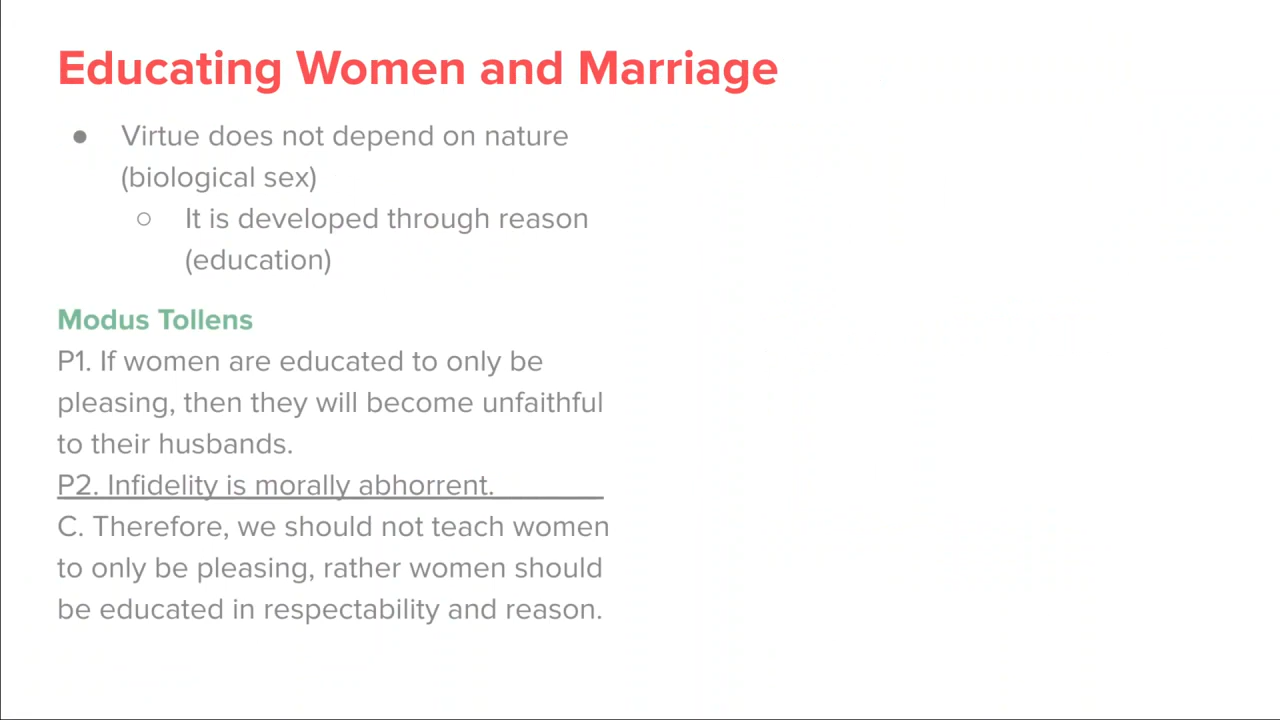 Educating Women and Marriage
● Virtue does not depend on nature
(biological sex)
○ It is developed through reason
(education)
Modus Tollens
P1. If women are educated to only be
pleasing, then they will become unfaithful
to their husbands.
P2. Infidelity is morally abhorrent.
C. Therefore, we should not teach women
to only be pleasing, rather women should
be educated in respectability and reason.